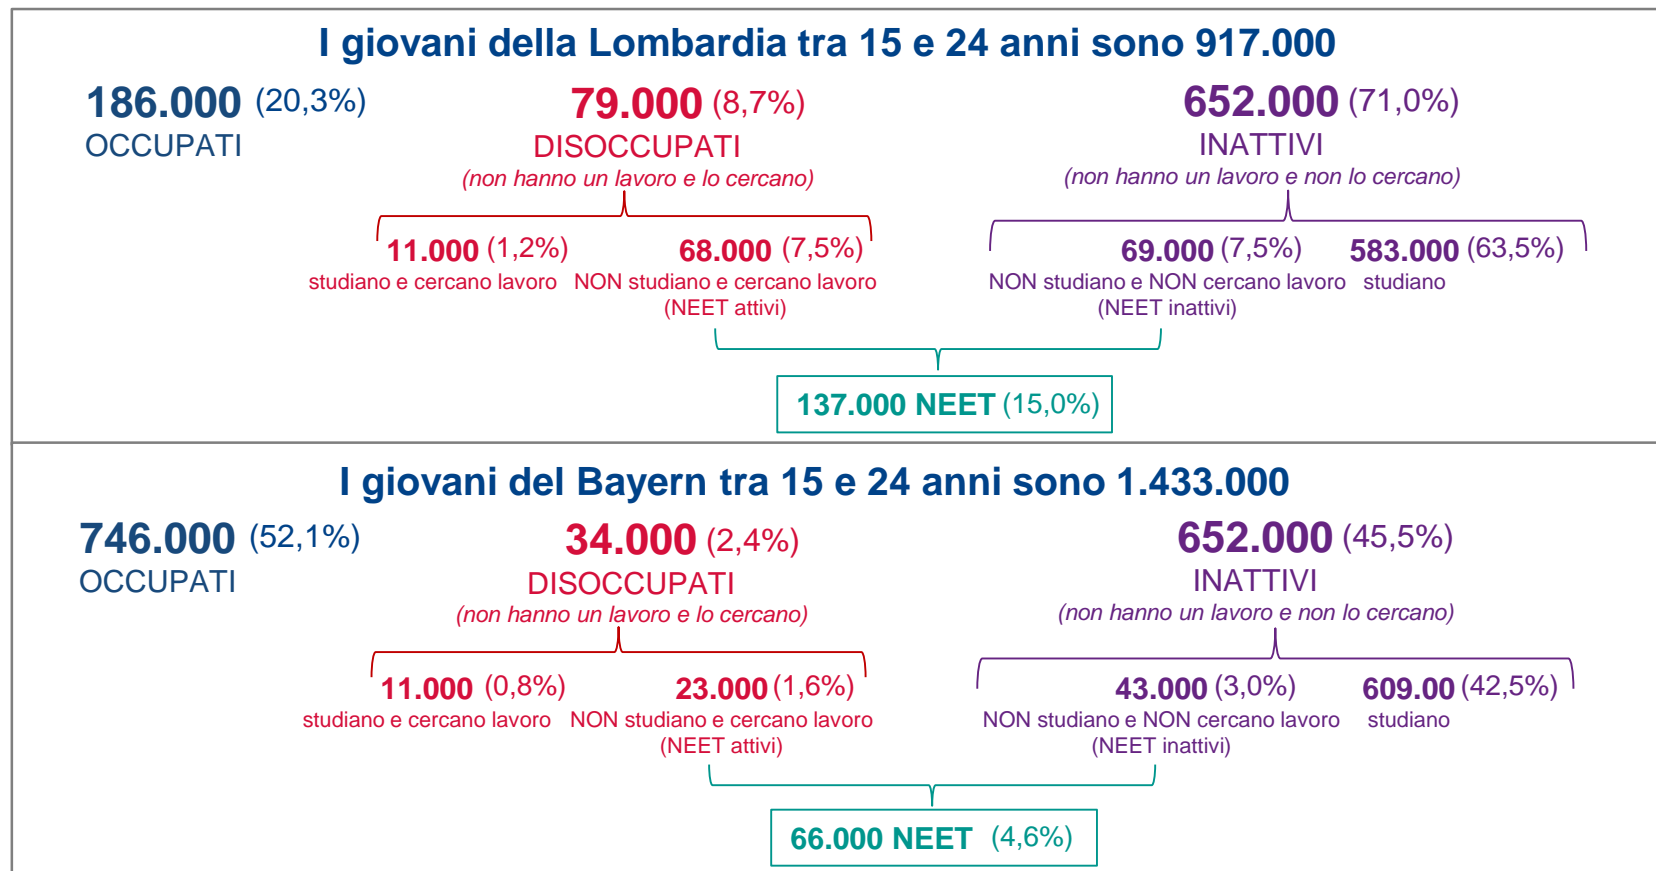 I giovani della Lombardia tra 15 e 24 anni sono 917.000
186.000 (20,3%) 79.000 (8,7%) 652.000 (71,0%)
OCCUPATI DISOCCUPATI INATTIVI
(non hanno un lavoro e lo cercano) (non hanno un lavoro e non lo cercano)
11.000 (1,2%) 68.000 (7,5%) 69.000 (7,5%) 583.000 (63,5%)
studiano e cercano lavoro NON studiano e cercano lavoro NON studiano e NON cercano lavoro studiano
(NEET attivi) (NEET inattivi)
137.000 NEET (15,0%)
I giovani del Bayern tra 15 e 24 anni sono 1.433.000
746.000 (52,1%) 34.000 (2,4%) 652.000 (45,5%)
OCCUPATI DISOCCUPATI INATTIVI
(non hanno un lavoro e lo cercano) (non hanno un lavoro e non lo cercano)
11.000 (0,8%) 23.000 (1,6%) 43.000 (3,0%) 609.00 (42,5%)
studiano e cercano lavoro NON studiano e cercano lavoro NON studiano e NON cercano lavoro studiano
(NEET attivi) (NEET inattivi)
66.000 NEET (4,6%)